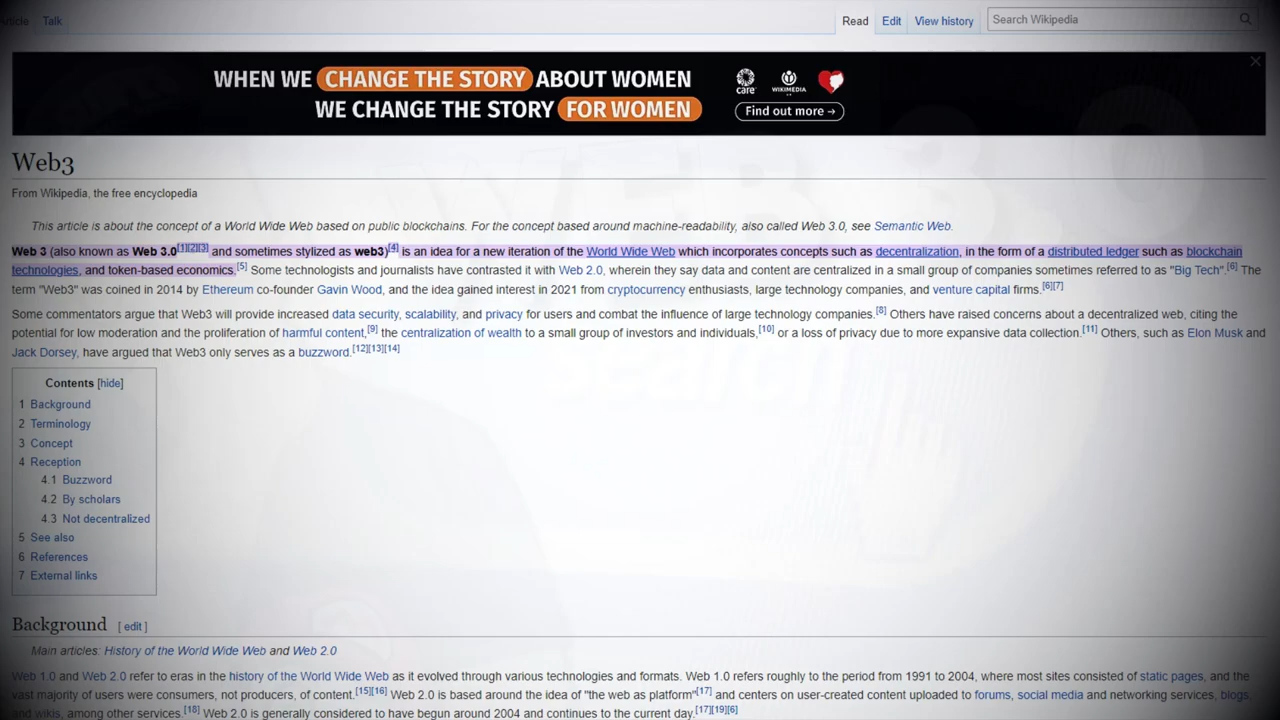 Article Talk Read Edit View history Search Wikipedia
WHEN WE CHANGE THE STORY ABOUT WOMEN
WE CHANGE THE STORY FOR WOMEN
care WIKIMEDIA
Find out more →
Web3
From Wikipedia, the free encyclopedia
This article is about the concept of a World Wide Web based on public blockchains. For the concept based around machine-readability, also called Web 3.0, see Semantic Web.
Web 3 (also known as Web 3.0[1][2][3] and sometimes stylized as web3)[4] is an idea for a new iteration of the World Wide Web which incorporates concepts such as decentralization, in the form of a distributed ledger such as blockchain
technologies, and token-based economics.[5] Some technologists and journalists have contrasted it with Web 2.0, wherein they say data and content are centralized in a small group of companies sometimes referred to as "Big Tech".[6] The
term "Web3" was coined in 2014 by Ethereum co-founder Gavin Wood, and the idea gained interest in 2021 from cryptocurrency enthusiasts, large technology companies, and venture capital firms.[6][7]
Some commentators argue that Web3 will provide increased data security, scalability, and privacy for users and combat the influence of large technology companies.[8] Others have raised concerns about a decentralized web, citing the
potential for low moderation and the proliferation of harmful content,[9] the centralization of wealth to a small group of investors and individuals,[10] or a loss of privacy due to more expansive data collection.[11] Others, such as Elon Musk and
Jack Dorsey, have argued that Web3 only serves as a buzzword.[12][13][14]
Contents [hide]
1 Background
2 Terminology
3 Concept
4 Reception
4.1 Buzzword
4.2 By scholars
4.3 Not decentralized
5 See also
6 References
7 External links
Background [ edit ]
Main articles: History of the World Wide Web and Web 2.0
Web 1.0 and Web 2.0 refer to eras in the history of the World Wide Web as it evolved through various technologies and formats. Web 1.0 refers roughly to the period from 1991 to 2004, where most sites consisted of static pages, and the
vast majority of users were consumers, not producers, of content.[15][16] Web 2.0 is based around the idea of "the web as platform"[17] and centers on user-created content uploaded to forums, social media and networking services, blogs,
and wikis, among other services.[18] Web 2.0 is generally considered to have begun around 2004 and continues to the current day.[17][19][6]
WEB 3.0
search